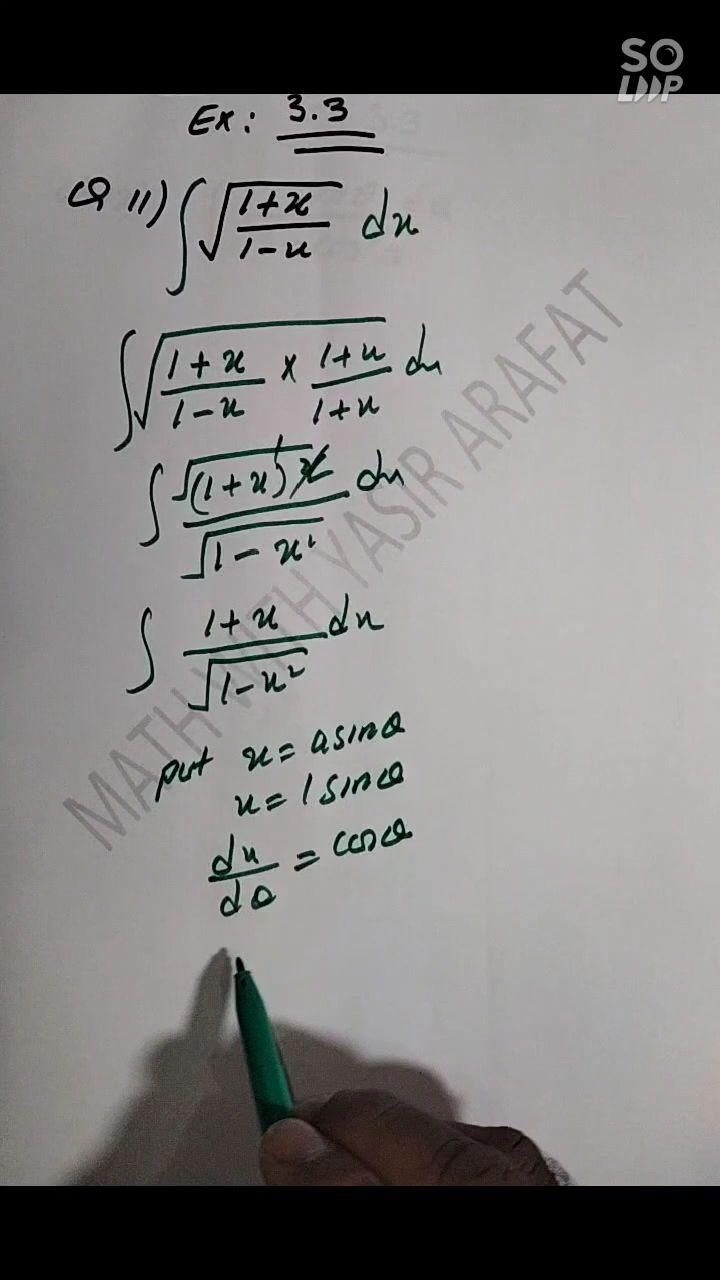 SO
LOOP
Ex: 3.3
Q 11) ∫ √(1+x)/(1-x) dx
∫ √(1+x)/(1-x) × (1+x)/(1+x) dx
∫ √(1+x)² / √(1-x²) dx
∫ (1+x) / √(1-x²) dx
put x = a sinθ
x = 1 sinθ
dx/dθ = cosθ
MATH WITH YASIR ARAFAT